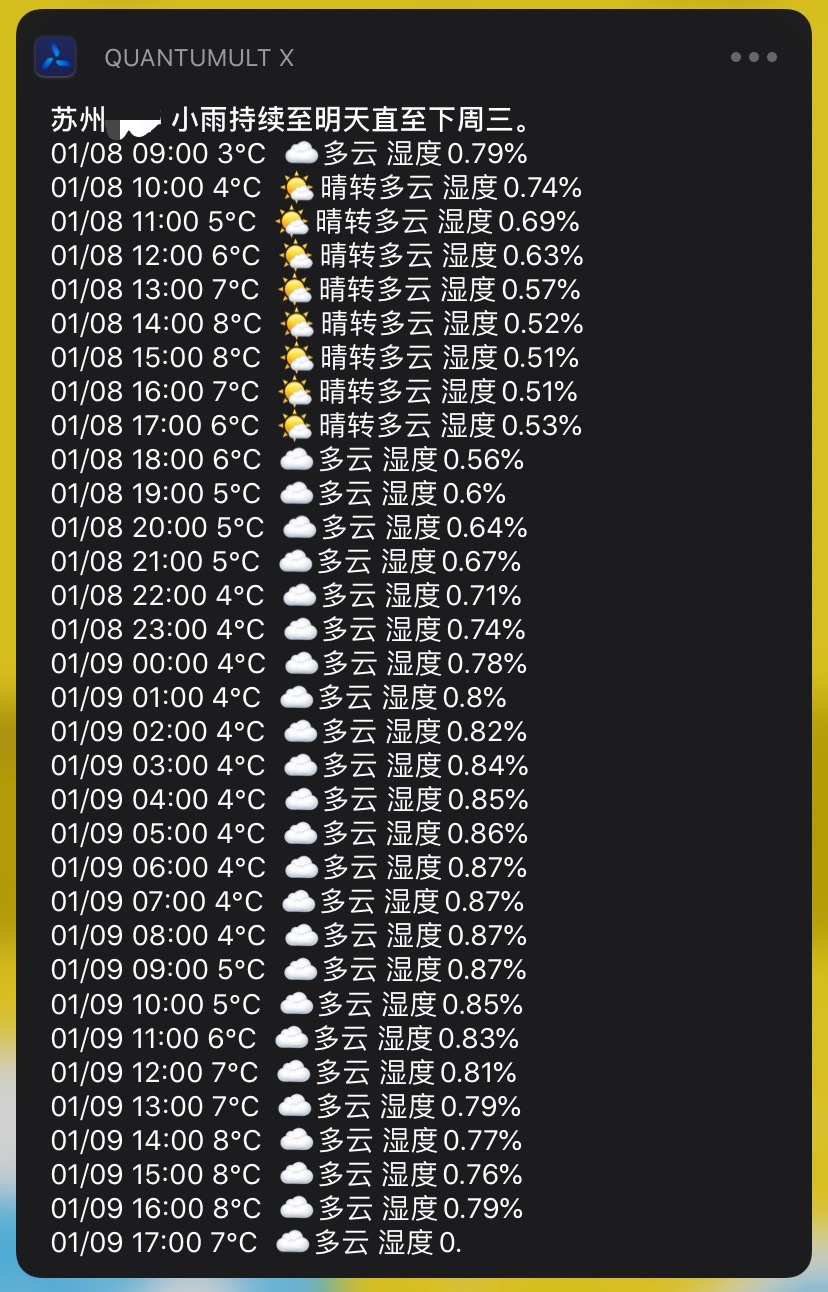 QUANTUMULT X
苏州 小雨持续至明天直至下周三。
01/08 09:00 3°C ☁️多云 湿度0.79%
01/08 10:00 4°C 🌤晴转多云 湿度0.74%
01/08 11:00 5°C 🌤晴转多云 湿度0.69%
01/08 12:00 6°C 🌤晴转多云 湿度0.63%
01/08 13:00 7°C 🌤晴转多云 湿度0.57%
01/08 14:00 8°C 🌤晴转多云 湿度0.52%
01/08 15:00 8°C 🌤晴转多云 湿度0.51%
01/08 16:00 7°C 🌤晴转多云 湿度0.51%
01/08 17:00 6°C 🌤晴转多云 湿度0.53%
01/08 18:00 6°C ☁️多云 湿度0.56%
01/08 19:00 5°C ☁️多云 湿度0.6%
01/08 20:00 5°C ☁️多云 湿度0.64%
01/08 21:00 5°C ☁️多云 湿度0.67%
01/08 22:00 4°C ☁️多云 湿度0.71%
01/08 23:00 4°C ☁️多云 湿度0.74%
01/09 00:00 4°C ☁️多云 湿度0.78%
01/09 01:00 4°C ☁️多云 湿度0.8%
01/09 02:00 4°C ☁️多云 湿度0.82%
01/09 03:00 4°C ☁️多云 湿度0.84%
01/09 04:00 4°C ☁️多云 湿度0.85%
01/09 05:00 4°C ☁️多云 湿度0.86%
01/09 06:00 4°C ☁️多云 湿度0.87%
01/09 07:00 4°C ☁️多云 湿度0.87%
01/09 08:00 4°C ☁️多云 湿度0.87%
01/09 09:00 5°C ☁️多云 湿度0.87%
01/09 10:00 5°C ☁️多云 湿度0.85%
01/09 11:00 6°C ☁️多云 湿度0.83%
01/09 12:00 7°C ☁️多云 湿度0.81%
01/09 13:00 7°C ☁️多云 湿度0.79%
01/09 14:00 8°C ☁️多云 湿度0.77%
01/09 15:00 8°C ☁️多云 湿度0.76%
01/09 16:00 8°C ☁️多云 湿度0.79%
01/09 17:00 7°C ☁️多云 湿度0.